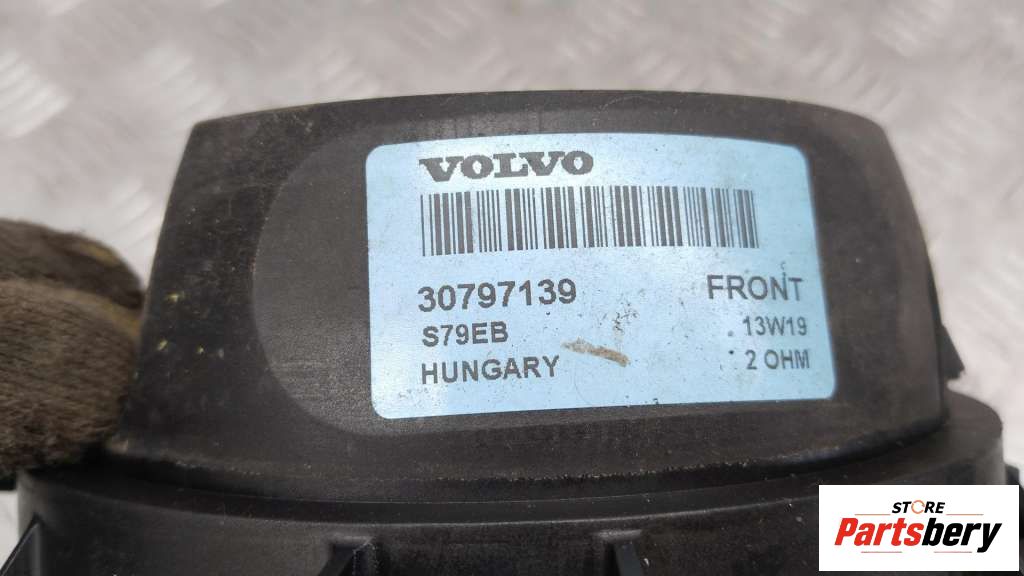 VOLVO
30797139 FRONT
S79EB 13W19
HUNGARY 2 OHM
STORE
Partsbery